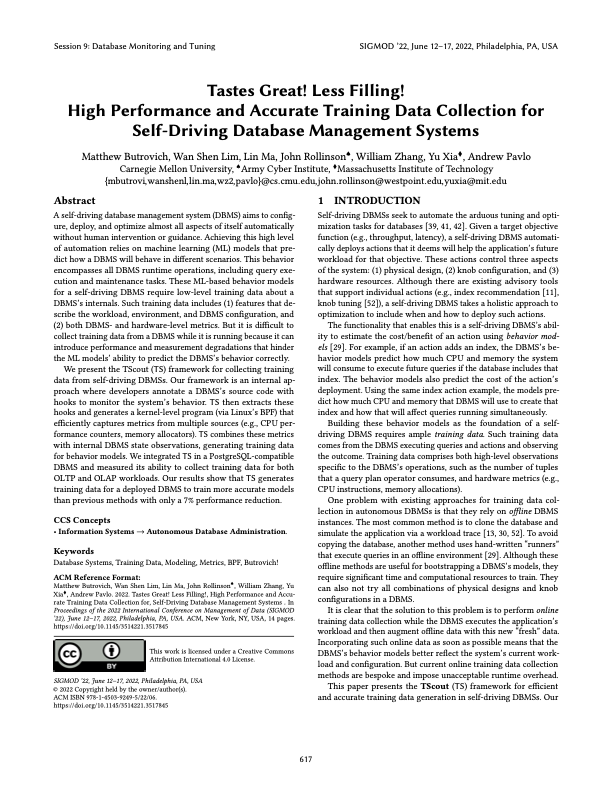 Session 9: Database Monitoring and Tuning
SIGMOD '22, June 12–17, 2022, Philadelphia, PA, USA
Tastes Great! Less Filling!
High Performance and Accurate Training Data Collection for
Self-Driving Database Management Systems
Matthew Butrovich, Wan Shen Lim, Lin Ma, John Rollinson♠, William Zhang, Yu Xia♦, Andrew Pavlo
Carnegie Mellon University, ♠Army Cyber Institute, ♦Massachusetts Institute of Technology
{mbutrovi,wanshenl,lin.ma,wz2,pavlo}@cs.cmu.edu,john.rollinson@westpoint.edu,yuxia@mit.edu
Abstract
A self-driving database management system (DBMS) aims to config-
ure, deploy, and optimize almost all aspects of itself automatically
without human intervention or guidance. Achieving this high level
of automation relies on machine learning (ML) models that pre-
dict how a DBMS will behave in different scenarios. This behavior
encompasses all DBMS runtime operations, including query exe-
cution and maintenance tasks. These ML-based behavior models
for a self-driving DBMS require low-level training data about a
DBMS's internals. Such training data includes (1) features that de-
scribe the workload, environment, and DBMS configuration, and
(2) both DBMS- and hardware-level metrics. But it is difficult to
collect training data from a DBMS while it is running because it can
introduce performance and measurement degradations that hinder
the ML models' ability to predict the DBMS's behavior correctly.
We present the TScout (TS) framework for collecting training
data from self-driving DBMSs. Our framework is an internal ap-
proach where developers annotate a DBMS's source code with
hooks to monitor the system's behavior. TS then extracts these
hooks and generates a kernel-level program (via Linux's BPF) that
efficiently captures metrics from multiple sources (e.g., CPU per-
formance counters, memory allocators). TS combines these metrics
with internal DBMS state observations, generating training data
for behavior models. We integrated TS in a PostgreSQL-compatible
DBMS and measured its ability to collect training data for both
OLTP and OLAP workloads. Our results show that TS generates
training data for a deployed DBMS to train more accurate models
than previous methods with only a 7% performance reduction.
CCS Concepts
• Information Systems → Autonomous Database Administration.
Keywords
Database Systems, Training Data, Modeling, Metrics, BPF, Butrovich!
ACM Reference Format:
Matthew Butrovich, Wan Shen Lim, Lin Ma, John Rollinson♠, William Zhang, Yu
Xia♦, Andrew Pavlo. 2022. Tastes Great! Less Filling!, High Performance and Accu-
rate Training Data Collection for, Self-Driving Database Management Systems . In
Proceedings of the 2022 International Conference on Management of Data (SIGMOD
'22), June 12–17, 2022, Philadelphia, PA, USA. ACM, New York, NY, USA, 14 pages.
https://doi.org/10.1145/3514221.3517845
cc
BY
This work is licensed under a Creative Commons
Attribution International 4.0 License.
SIGMOD '22, June 12–17, 2022, Philadelphia, PA, USA
© 2022 Copyright held by the owner/author(s).
ACM ISBN 978-1-4503-9249-5/22/06.
https://doi.org/10.1145/3514221.3517845
1 INTRODUCTION
Self-driving DBMSs seek to automate the arduous tuning and opti-
mization tasks for databases [39, 41, 42]. Given a target objective
function (e.g., throughput, latency), a self-driving DBMS automati-
cally deploys actions that it deems will help the application's future
workload for that objective. These actions control three aspects
of the system: (1) physical design, (2) knob configuration, and (3)
hardware resources. Although there are existing advisory tools
that support individual actions (e.g., index recommendation [11],
knob tuning [52]), a self-driving DBMS takes a holistic approach to
optimization to include when and how to deploy such actions.
The functionality that enables this is a self-driving DBMS's abil-
ity to estimate the cost/benefit of an action using behavior mod-
els [29]. For example, if an action adds an index, the DBMS's be-
havior models predict how much CPU and memory the system
will consume to execute future queries if the database includes that
index. The behavior models also predict the cost of the action's
deployment. Using the same index action example, the models pre-
dict how much CPU and memory that DBMS will use to create that
index and how that will affect queries running simultaneously.
Building these behavior models as the foundation of a self-
driving DBMS requires ample training data. Such training data
comes from the DBMS executing queries and actions and observing
the outcome. Training data comprises both high-level observations
specific to the DBMS's operations, such as the number of tuples
that a query plan operator consumes, and hardware metrics (e.g.,
CPU instructions, memory allocations).
One problem with existing approaches for training data col-
lection in autonomous DBMSs is that they rely on offline DBMS
instances. The most common method is to clone the database and
simulate the application via a workload trace [13, 30, 52]. To avoid
copying the database, another method uses hand-written "runners"
that execute queries in an offline environment [29]. Although these
offline methods are useful for bootstrapping a DBMS's models, they
require significant time and computational resources to train. They
can also not try all combinations of physical designs and knob
configurations in a DBMS.
It is clear that the solution to this problem is to perform online
training data collection while the DBMS executes the application's
workload and then augment offline data with this new "fresh" data.
Incorporating such online data as soon as possible means that the
DBMS's behavior models better reflect the system's current work-
load and configuration. But current online training data collection
methods are bespoke and impose unacceptable runtime overhead.
This paper presents the TScout (TS) framework for efficient
and accurate training data generation in self-driving DBMSs. Our
617